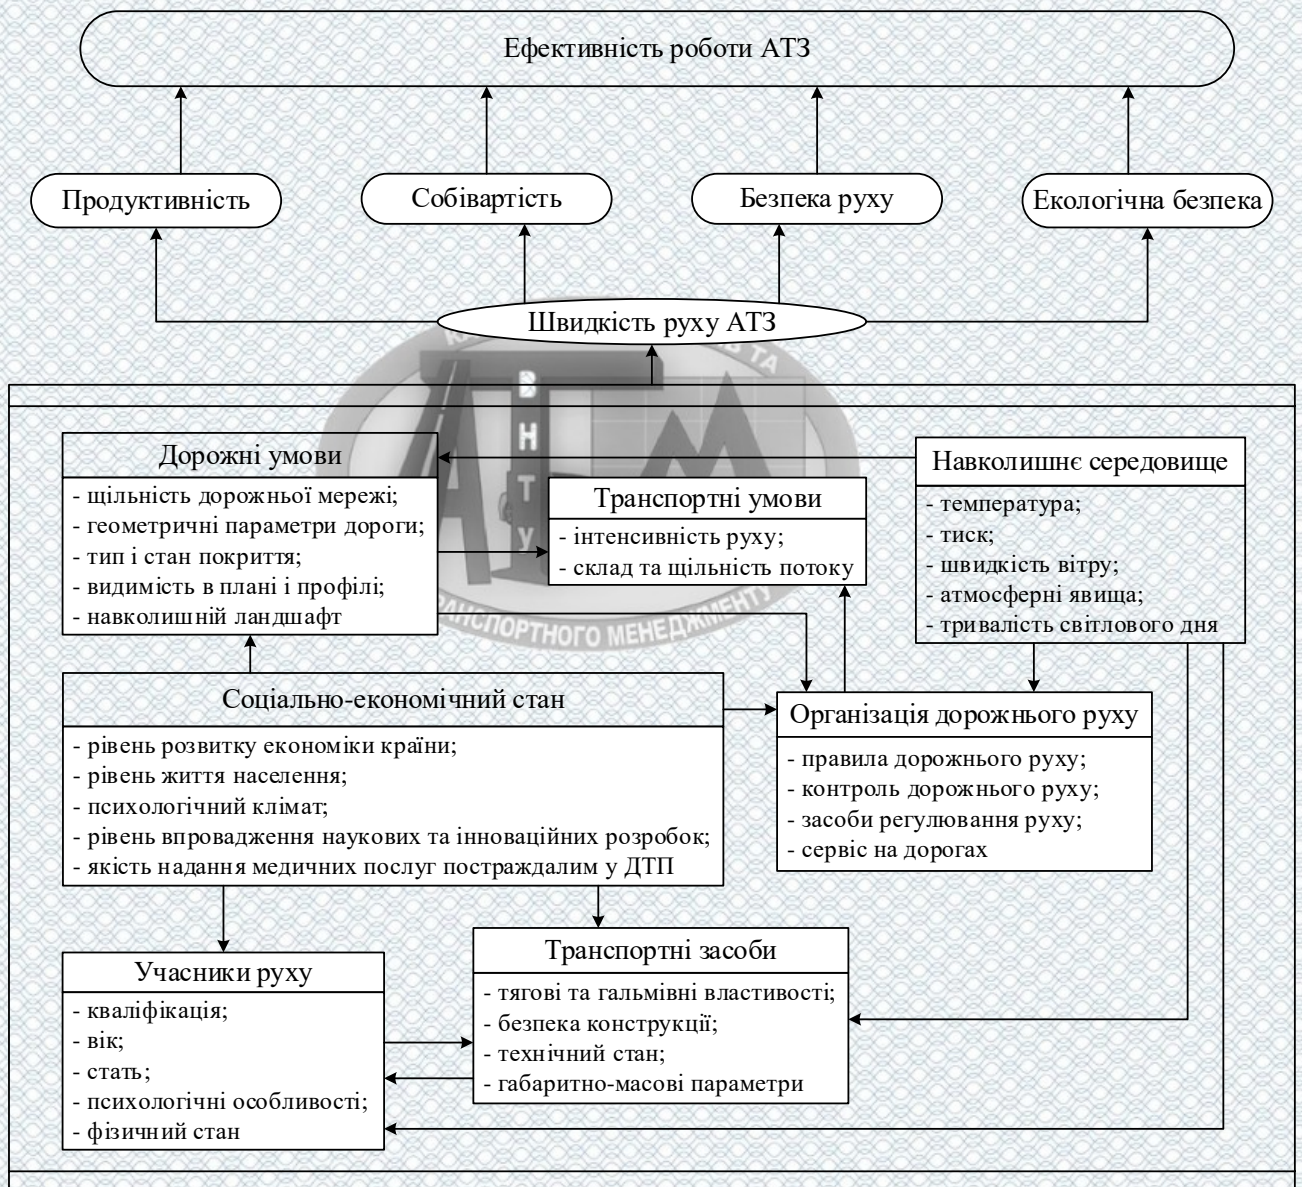 Ефективність роботи АТЗ
Продуктивність
Собівартість
Безпека руху
Екологічна безпека
Швидкість руху АТЗ
ВНТУ
ТРАНСПОРТНОГО МЕНЕДЖМЕНТУ
Дорожні умови
- щільність дорожньої мережі;
- геометричні параметри дороги;
- тип і стан покриття;
- видимість в плані і профілі;
- навколишній ландшафт
Транспортні умови
- інтенсивність руху;
- склад та щільність потоку
Навколишнє середовище
- температура;
- тиск;
- швидкість вітру;
- атмосферні явища;
- тривалість світлового дня
Соціально-економічний стан
- рівень розвитку економіки країни;
- рівень життя населення;
- психологічний клімат;
- рівень впровадження наукових та інноваційних розробок;
- якість надання медичних послуг постраждалим у ДТП
Організація дорожнього руху
- правила дорожнього руху;
- контроль дорожнього руху;
- засоби регулювання руху;
- сервіс на дорогах
Учасники руху
- кваліфікація;
- вік;
- стать;
- психологічні особливості;
- фізичний стан
Транспортні засоби
- тягові та гальмівні властивості;
- безпека конструкції;
- технічний стан;
- габаритно-масові параметри